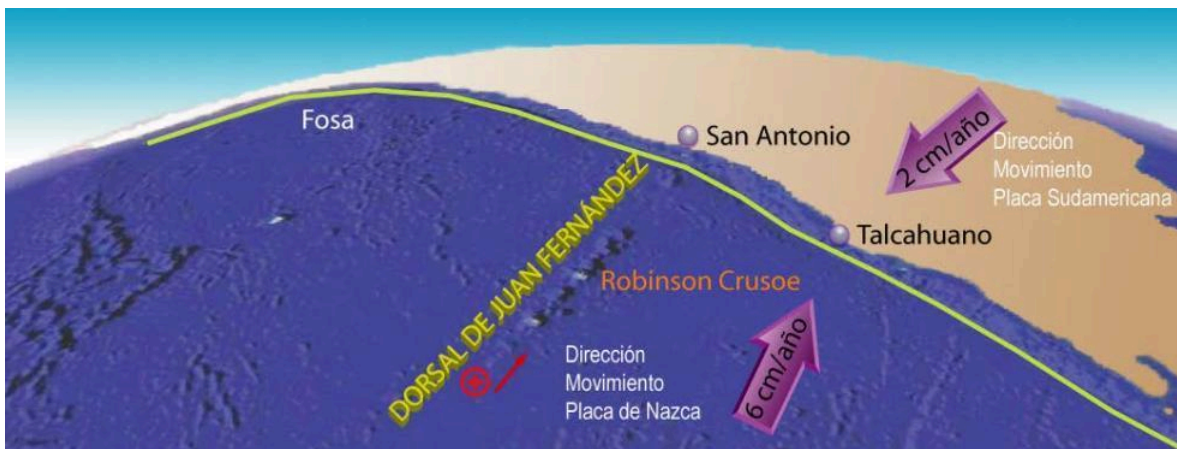 Fosa
San Antonio
2 cm/año
Dirección
Movimiento
Placa Sudamericana
Talcahuano
DORSAL DE JUAN FERNÁNDEZ
Robinson Crusoe
Dirección
Movimiento
Placa de Nazca
6 cm/año